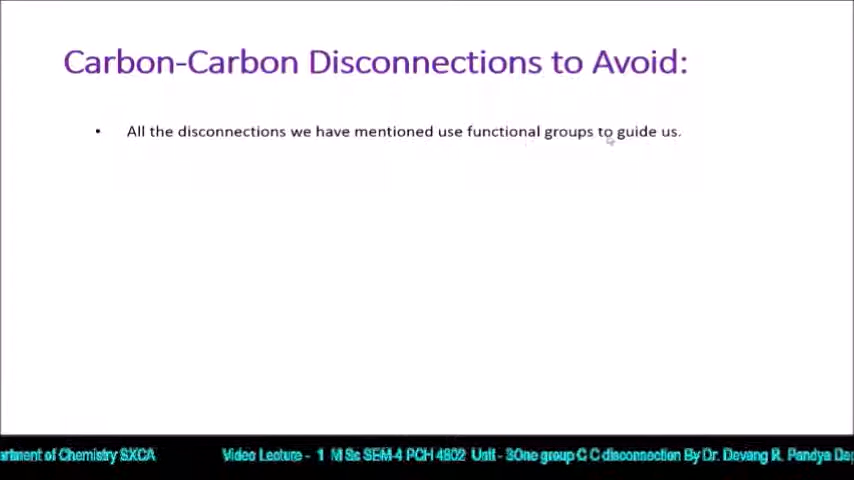 Carbon-Carbon Disconnections to Avoid:
• All the disconnections we have mentioned use functional groups to guide us.
artment of Chemistry SXCA Video Lecture - 1 M Sc SEM-4 PCH 4802 Unit - 3One group C C disconnection By Dr. Devang R. Pandya De